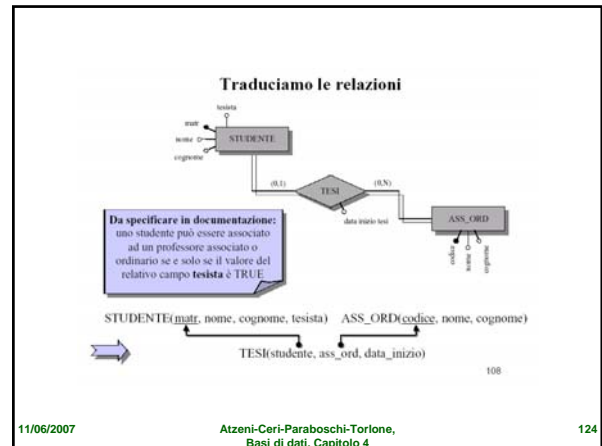 Traduciamo le relazioni
tesista
matr
nome
cognome
STUDENTE
(0,1)
TESI
(0,N)
data inizio tesi
ASS_ORD
codice
nome
cognome
Da specificare in documentazione:
uno studente può essere associato
ad un professore associato o
ordinario se e solo se il valore del
relativo campo tesista è TRUE
STUDENTE(matr, nome, cognome, tesista) ASS_ORD(codice, nome, cognome)
TESI(studente, ass_ord, data_inizio)
108
11/06/2007
Atzeni-Ceri-Paraboschi-Torlone,
Basi di dati, Capitolo 4
124